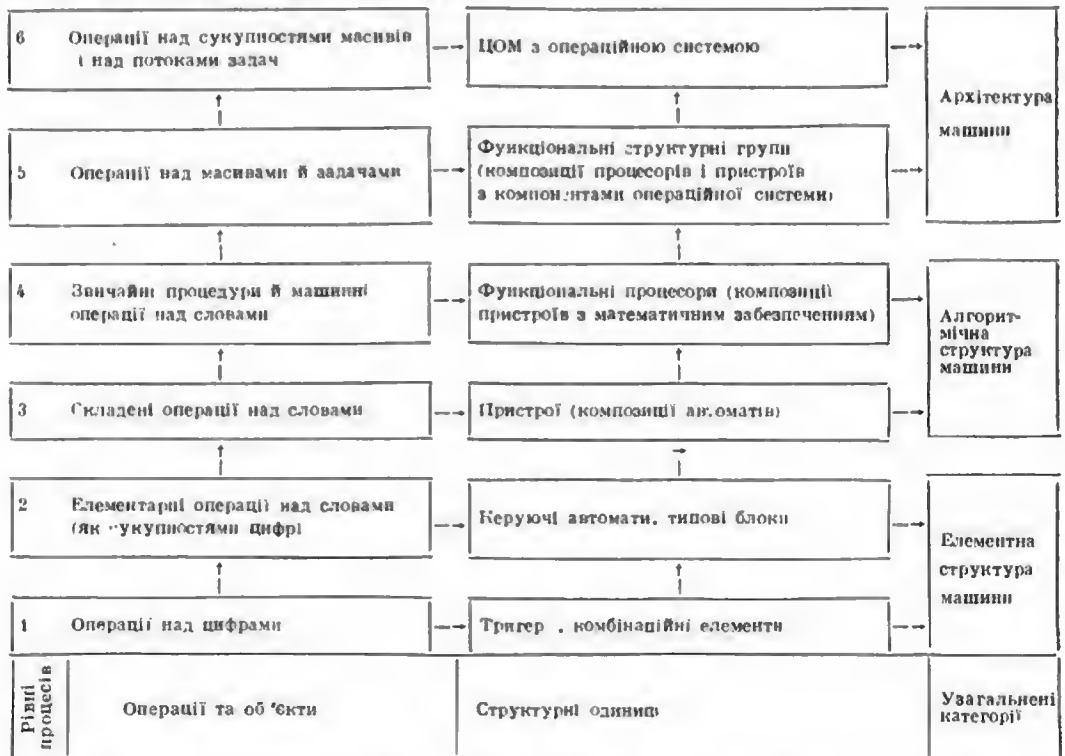 6 Операції над сукупностями масивів
і над потоками задач
ЦОМ з операційною системою
Архітектура
машини
5 Операції над масивами й задачами
Функціональні структурні групи
(композиції процесорів і пристроїв
з компонентами операційної системи)
4 Звичайні процедури й машинні
операції над словами
Функціональні процесори (композиції
пристроїв з математичним забезпеченням)
Алгорит-
мічна
структура
машини
3 Складені операції над словами
Пристрої (композиції автоматів)
2 Елементарні операції над словами
(як сукупностями цифр)
Керуючі автомати. типові блоки
Елементна
структура
машини
1 Операції над цифрами
Тригер , комбінаційні елементи
Рівні
процесів
Операції та об'єкти
Структурні одиниці
Узагальнені
категорії